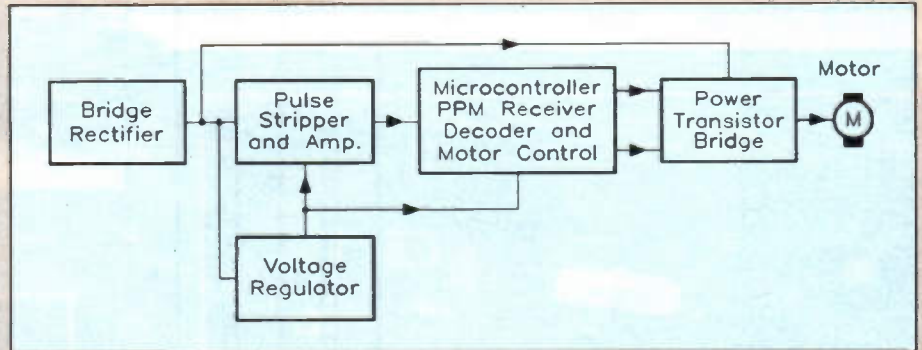 Bridge
Rectifier
Pulse
Stripper
and Amp.
Microcontroller
PPM Receiver
Decoder and
Motor Control
Power
Transistor
Bridge
Motor
M
Voltage
Regulator